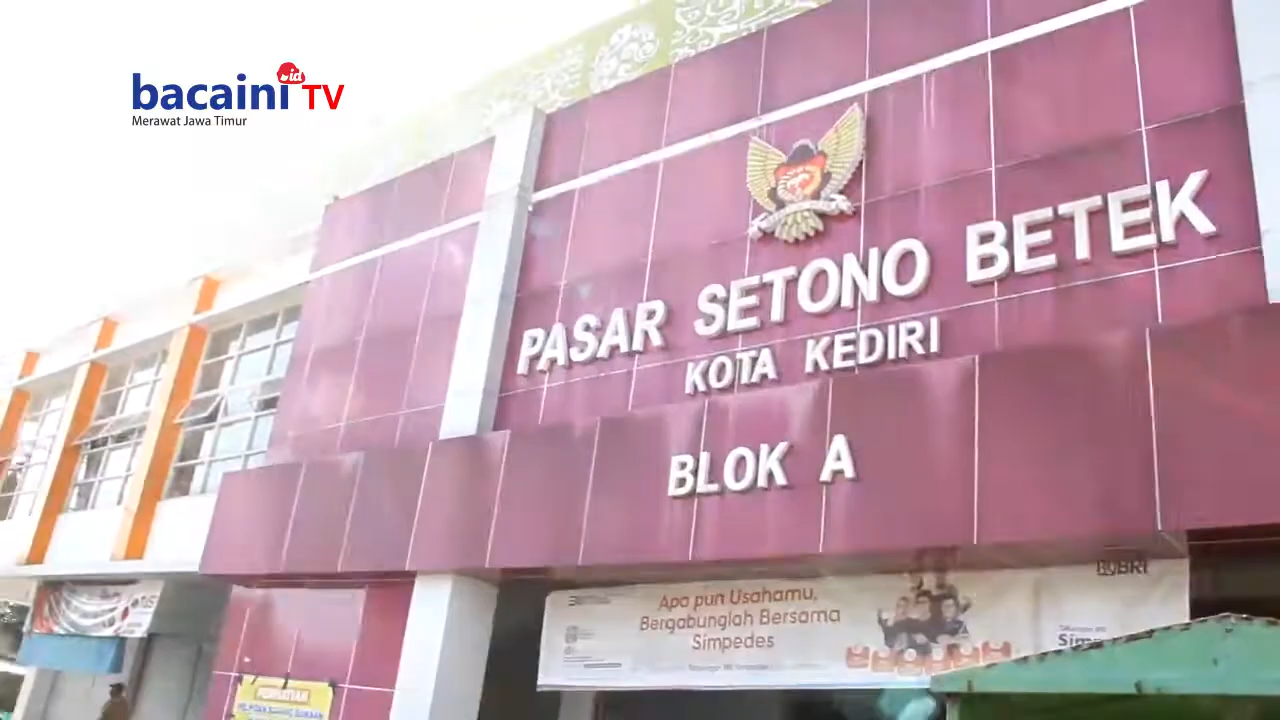 bacaini.id TV
Merawat Jawa Timur
PASAR SETONO BETEK
KOTA KEDIRI
BLOK A
BRI
Apa pun Usahamu,
Bergabunglah Bersama
Simpedes